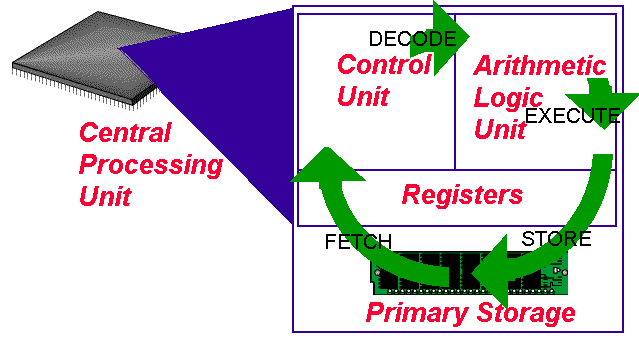 DECODE
Control
Unit
Arithmetic
Logic
Unit
EXECUTE
Central
Processing
Unit
Registers
FETCH
STORE
Primary Storage